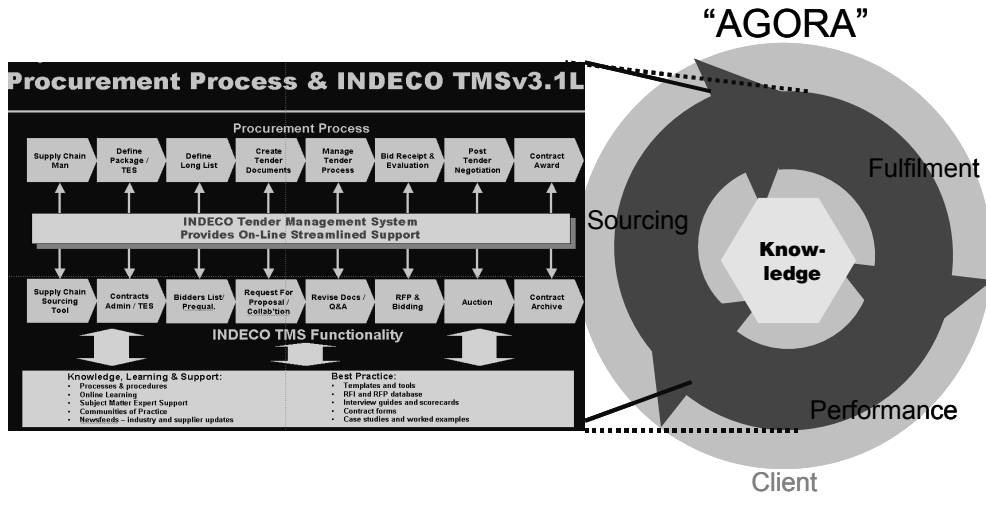 “AGORA”
Procurement Process & INDECO TMSv3.1L
Procurement Process
Supply Chain
Man
Define
Package /
TES
Define
Long List
Create
Tender
Documents
Manage
Tender
Process
Bid Receipt &
Evaluation
Post
Tender
Negotiation
Contract
Award
INDECO Tender Management System
Provides On-Line Streamlined Support
Supply Chain
Sourcing
Tool
Contracts
Admin / TES
Bidders List/
Prequal.
Request For
Proposal /
Collab'tion
Revise Docs /
Q&A
RFP &
Bidding
Auction
Contract
Archive
INDECO TMS Functionality
Knowledge, Learning & Support:
• Processes & procedures
• Online Learning
• Subject Matter Expert Support
• Communities of Practice
• Newsfeeds – industry and supplier updates
Best Practice:
• Templates and tools
• RFI and RFP database
• Interview guides and scorecards
• Contract forms
• Case studies and worked examples
Fulfilment
Sourcing
Know-
ledge
Performance
Client